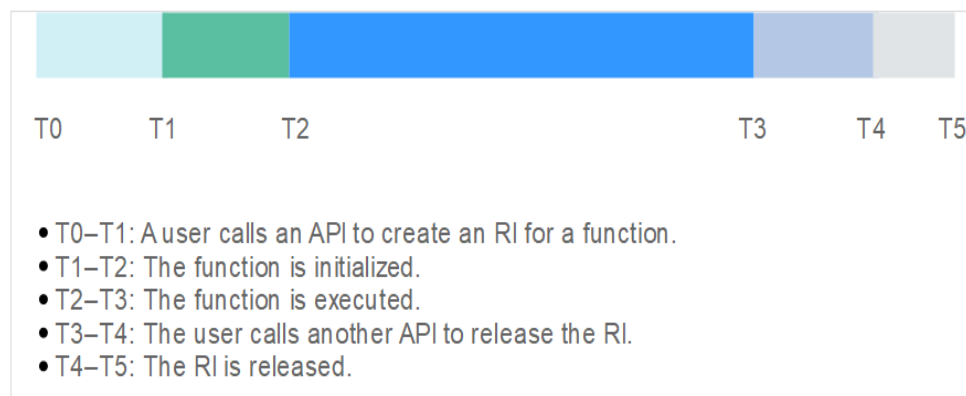 T0 T1 T2 T3 T4 T5
• T0–T1: A user calls an API to create an RI for a function.
• T1–T2: The function is initialized.
• T2–T3: The function is executed.
• T3–T4: The user calls another API to release the RI.
• T4–T5: The RI is released.